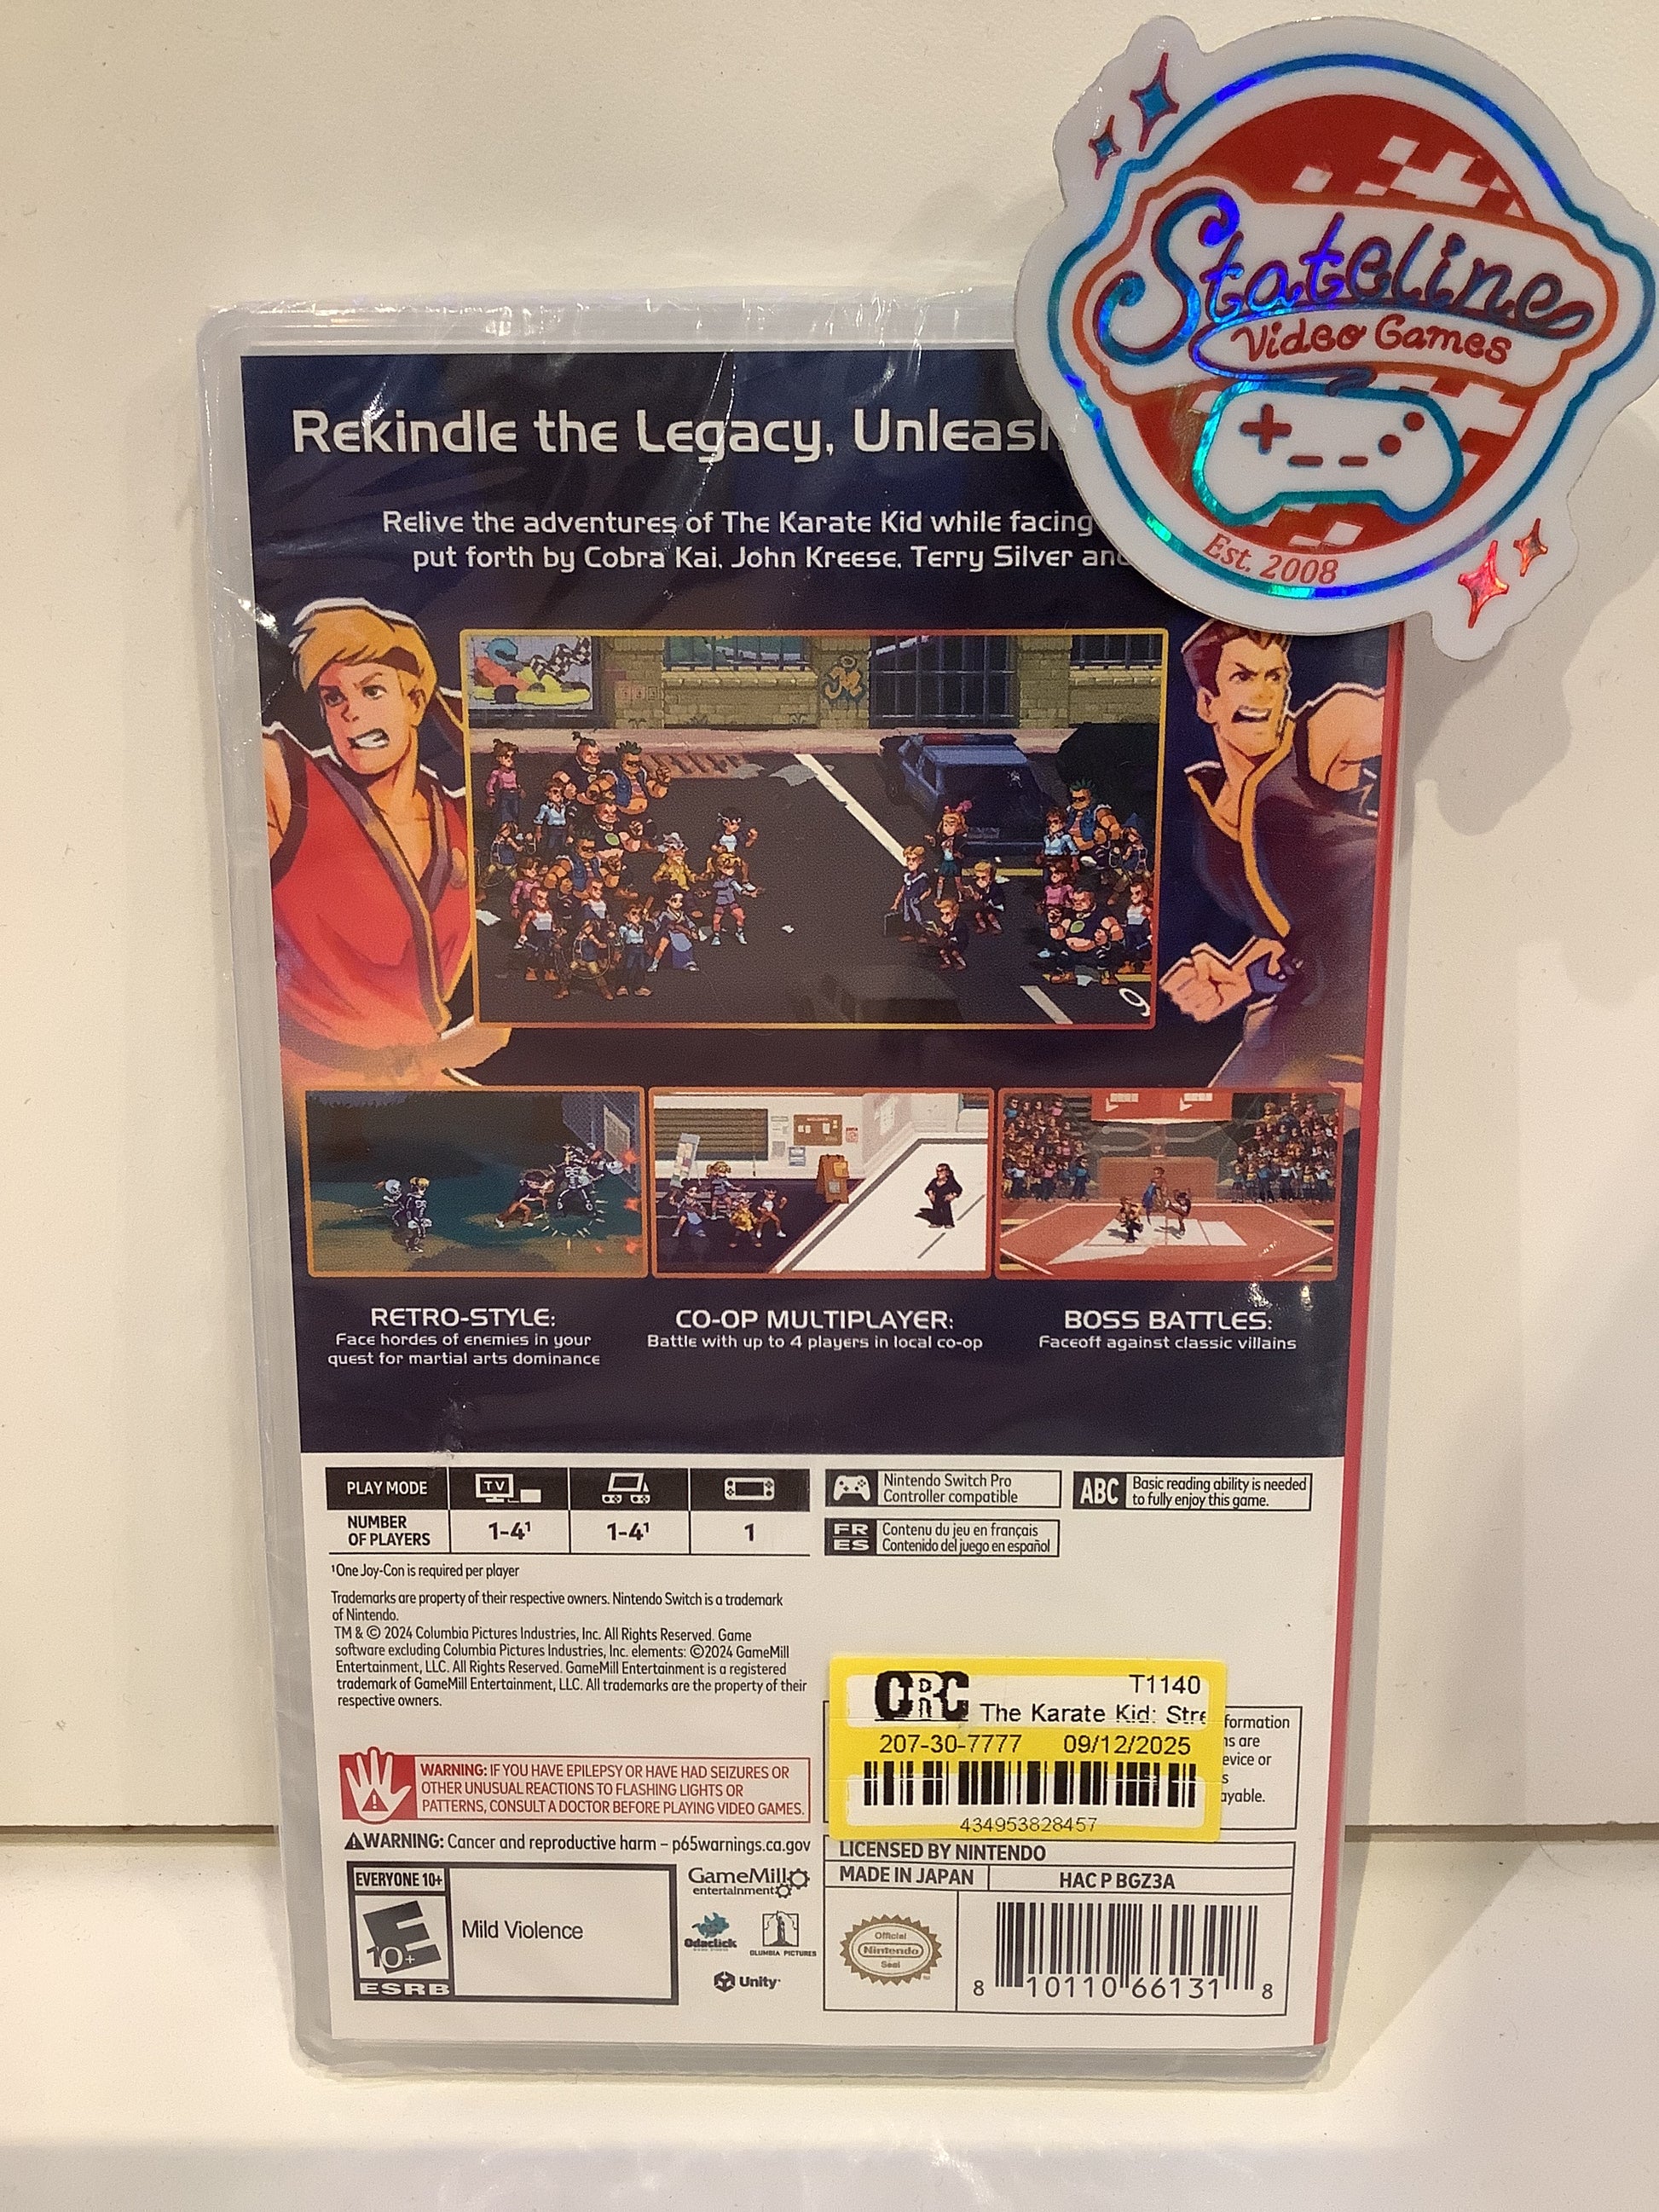 Stateline
Video Games
Est. 2008
Rekindle the Legacy, Unleash
Relive the adventures of The Karate Kid while facing
put forth by Cobra Kai, John Kreese, Terry Silver and
RETRO-STYLE:
Face hordes of enemies in your
quest for martial arts dominance
CO-OP MULTIPLAYER:
Battle with up to 4 players in local co-op
BOSS BATTLES:
Faceoff against classic villains
PLAY MODE
TV
NUMBER
OF PLAYERS
1-4¹
1-4¹
1
Nintendo Switch Pro
Controller compatible
ABC
Basic reading ability is needed
to fully enjoy this game.
FR
ES
Contenu du jeu en français
Contenido del juego en español
¹One Joy-Con is required per player
Trademarks are property of their respective owners. Nintendo Switch is a trademark
of Nintendo.
TM & © 2024 Columbia Pictures Industries, Inc. All Rights Reserved. Game
software excluding Columbia Pictures Industries, Inc. elements: ©2024 GameMill
Entertainment, LLC. All Rights Reserved. GameMill Entertainment is a registered
trademark of GameMill Entertainment, LLC. All trademarks are the property of their
respective owners.
CRC
T1140
The Karate Kid: Stre
207-30-7777 09/12/2025
434953828457
formation
ns are
evice or
s
ayable.
WARNING: IF YOU HAVE EPILEPSY OR HAVE HAD SEIZURES OR
OTHER UNUSUAL REACTIONS TO FLASHING LIGHTS OR
PATTERNS, CONSULT A DOCTOR BEFORE PLAYING VIDEO GAMES.
WARNING: Cancer and reproductive harm – p65warnings.ca.gov
EVERYONE 10+
E
10+
ESRB
Mild Violence
GameMill
entertainment
Odaclick
COLUMBIA PICTURES
Unity
LICENSED BY NINTENDO
MADE IN JAPAN
HAC P BGZ3A
Official
Nintendo
Seal
8 10110 66131 8